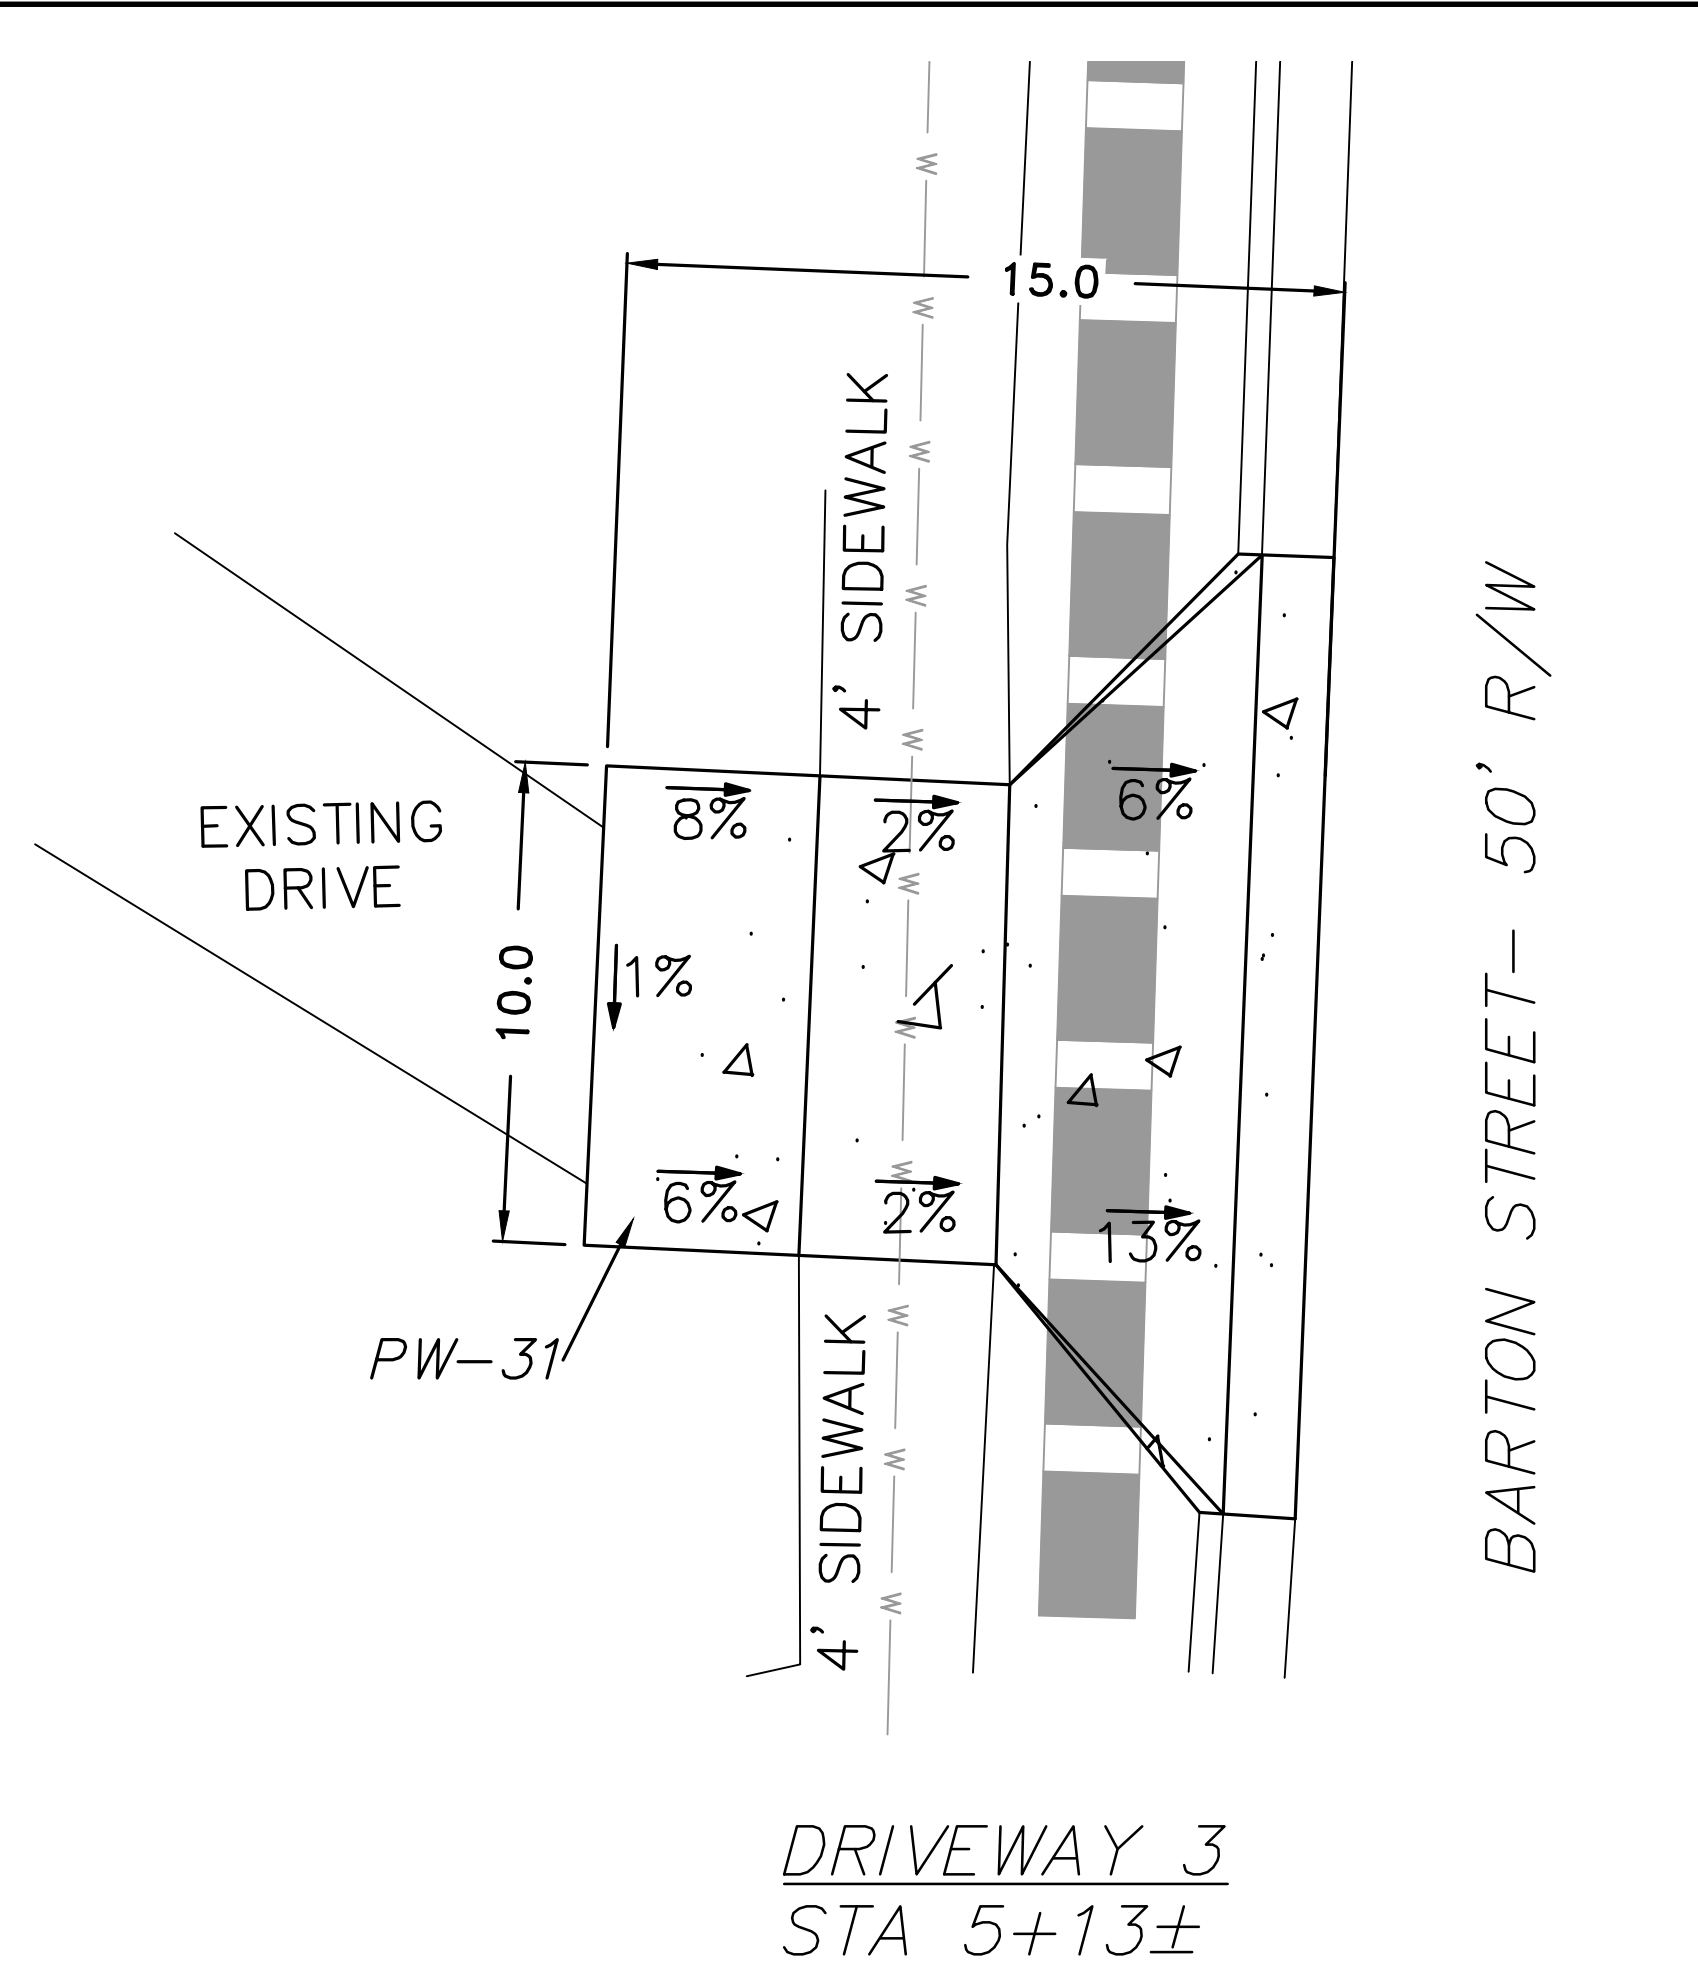 15.0
4' SIDEWALK
EXISTING
DRIVE
10.0
8%
2%
6%
1%
6%
2%
13%
PW-31
4' SIDEWALK
BARTON STREET- 50' R/W
W
W
W
W
W
W
W
W
W
W
W
DRIVEWAY 3
STA 5+13±